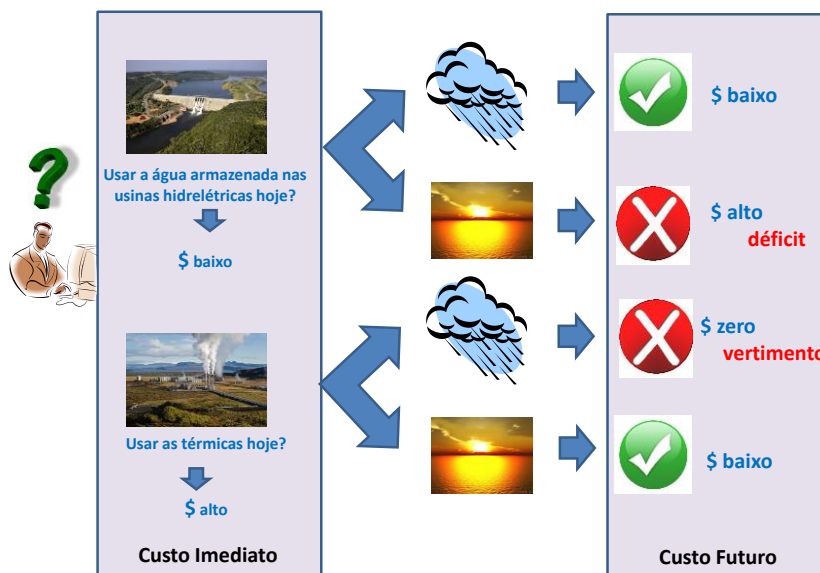 Usar a água armazenada nas
usinas hidrelétricas hoje?
$ baixo
Usar as térmicas hoje?
$ alto
Custo Imediato
$ baixo
$ alto
déficit
$ zero
vertimento
$ baixo
Custo Futuro